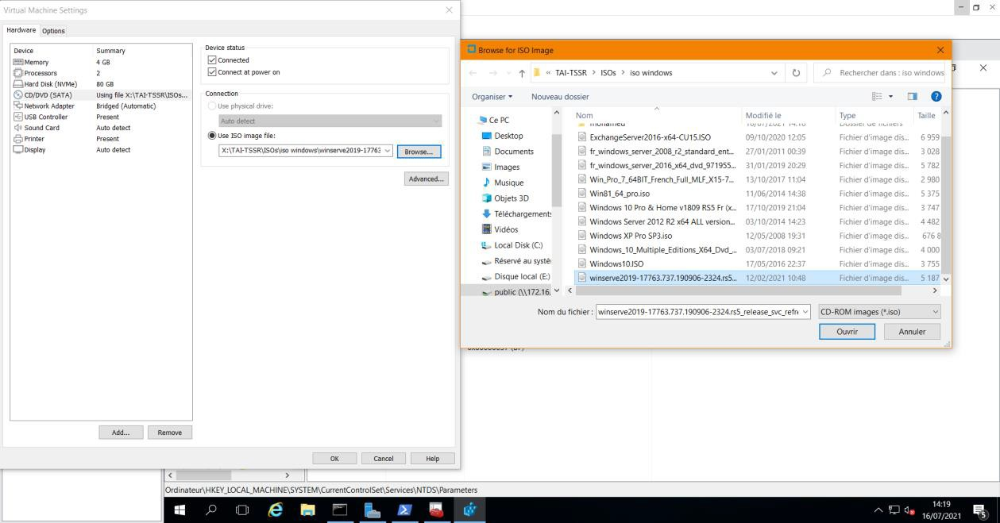 Virtual Machine Settings
Hardware Options
Device Summary
Memory 4 GB
Processors 2
Hard Disk (NVMe) 80 GB
CD/DVD (SATA) Using file X:\TAI-TSSR\ISOs...
Network Adapter Bridged (Automatic)
USB Controller Present
Sound Card Auto detect
Printer Present
Display Auto detect
Add... Remove
Device status
Connected
Connect at power on
Connection
Use physical drive:
Auto detect
Use ISO image file:
X:\TAI-TSSR\ISOs\iso windows\winserve2019-17763 Browse...
Advanced...
OK Cancel Help
Browse for ISO Image
« TAI-TSSR > ISOs > iso windows
Rechercher dans : iso windows
Organiser Nouveau dossier
Ce PC
Desktop
Documents
Images
Musique
Objets 3D
Téléchargements
Vidéos
Local Disk (C:)
Réservé au systè
Disque local (E:)
public (\\172.16.
Nom Modifié le Type Taille
mohamed 16/07/2021 14:16 Dossier de fichiers
ExchangeServer2016-x64-CU15.ISO 09/10/2020 12:05 Fichier d'image dis... 6 959
fr_windows_server_2008_r2_standard_ent... 27/01/2011 00:39 Fichier d'image dis... 3 028
fr_windows_server_2016_x64_dvd_971955... 31/01/2019 20:29 Fichier d'image dis... 5 782
Win_Pro_7_64BIT_French_Full_MLF_X15-7... 13/10/2017 11:04 Fichier d'image dis... 2 980
Win81_64_pro.iso 11/06/2014 14:38 Fichier d'image dis... 5 375
Windows 10 Pro & Home v1809 RS5 Fr (x... 17/10/2019 21:04 Fichier d'image dis... 3 747
Windows Server 2012 R2 x64 ALL version... 03/10/2014 14:23 Fichier d'image dis... 4 482
Windows XP Pro SP3.iso 12/05/2008 19:31 Fichier d'image dis... 676 8
Windows_10_Multiple_Editions_X64_Dvd_... 03/07/2018 09:21 Fichier d'image dis... 4 000
Windows10.ISO 17/05/2016 22:37 Fichier d'image dis... 3 755
winserve2019-17763.737.190906-2324.rs5... 12/02/2021 10:48 Fichier d'image dis... 5 187
Nom du fichier : winserve2019-17763.737.190906-2324.rs5_release_svc_refre CD-ROM images (*.iso)
Ouvrir Annuler
Ordinateur\HKEY_LOCAL_MACHINE\SYSTEM\CurrentControlSet\Services\NTDS\Parameters
14:19
16/07/2021
5